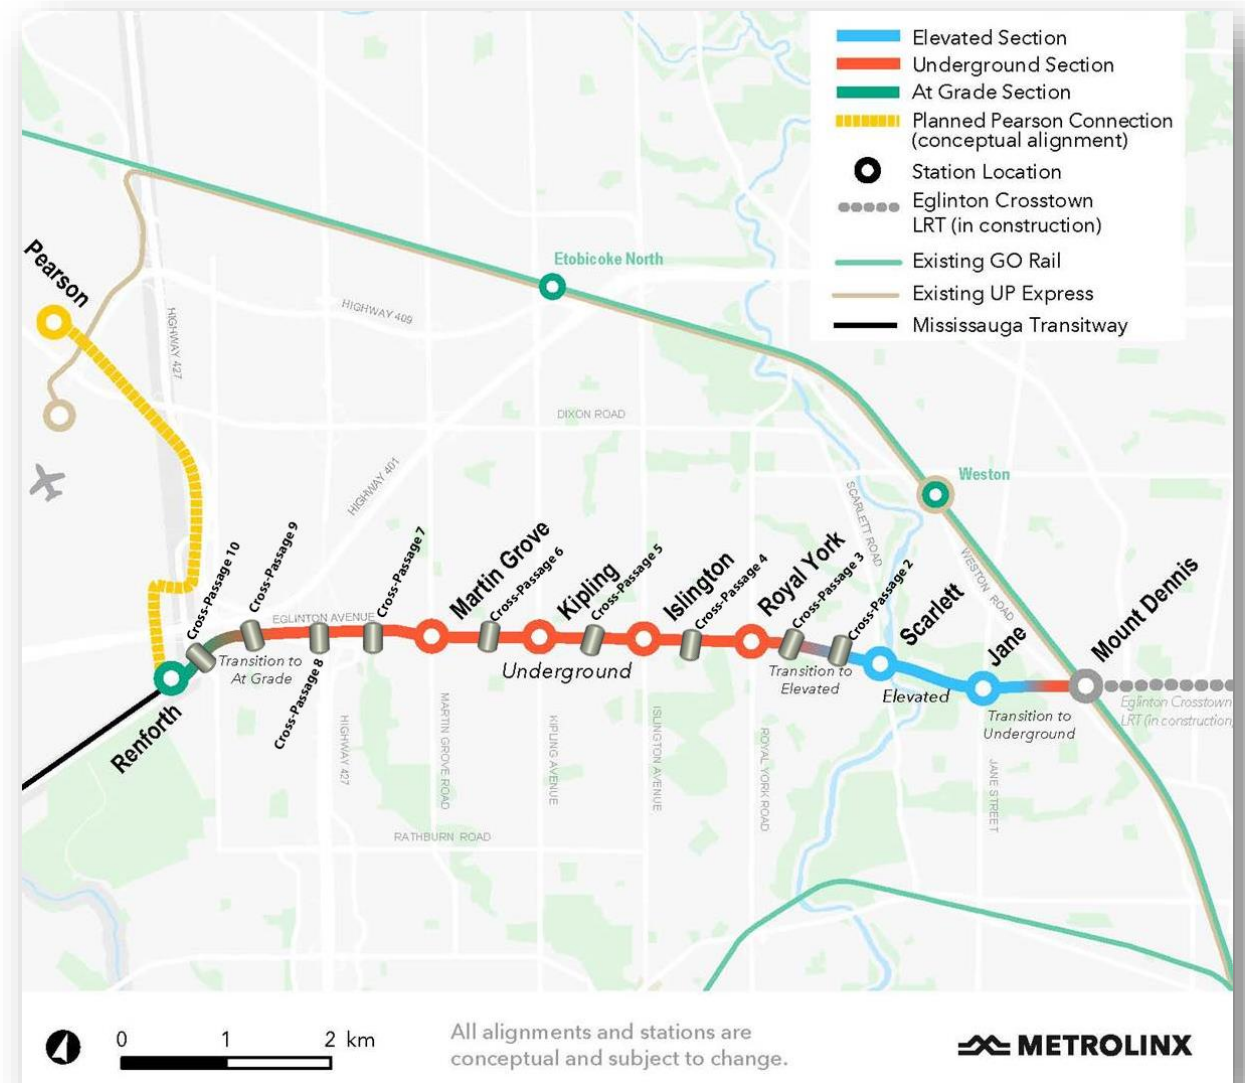 Elevated Section
Underground Section
At Grade Section
Planned Pearson Connection
(conceptual alignment)
Station Location
Eglinton Crosstown
LRT (in construction)
Existing GO Rail
Existing UP Express
Mississauga Transitway
Etobicoke North
Pearson
HIGHWAY 409
HIGHWAY 427
DIXON ROAD
HIGHWAY 401
Weston
SCARLETT ROAD
WESTON ROAD
Cross-Passage 10
Cross-Passage 9
Cross-Passage 8
Cross-Passage 7
Martin Grove
Cross-Passage 6
Kipling
Cross-Passage 5
Islington
Cross-Passage 4
Royal York
Cross-Passage 3
Cross-Passage 2
Scarlett
Jane
Mount Dennis
EGLINTON AVENUE
Transition to
At Grade
Underground
Transition to
Elevated
Elevated
Transition to
Underground
Eglinton Crosstown
LRT (in construction)
Renforth
HIGHWAY 427
MARTIN GROVE ROAD
KIPLING AVENUE
ISLINGTON AVENUE
ROYAL YORK ROAD
JANE STREET
RATHBURN ROAD
0 1 2 km
All alignments and stations are
conceptual and subject to change.
METROLINX